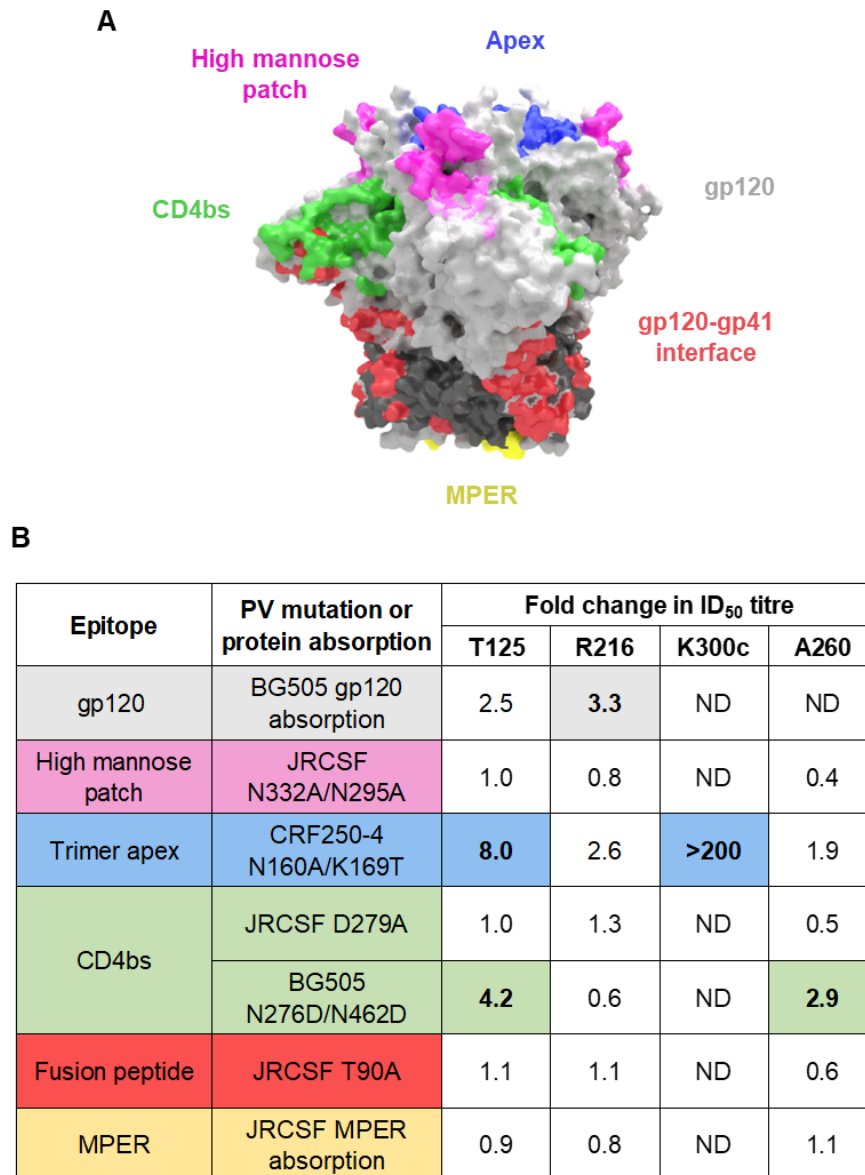 A
Apex
High mannose
patch
gp120
CD4bs
gp120-gp41
interface
MPER
B
Epitope
PV mutation or
protein absorption
Fold change in ID₅₀ titre
T125 R216 K300c A260
gp120
BG505 gp120
absorption
2.5 3.3 ND ND
High mannose
patch
JRCSF
N332A/N295A
1.0 0.8 ND 0.4
Trimer apex
CRF250-4
N160A/K169T
8.0 2.6 >200 1.9
CD4bs
JRCSF D279A
1.0 1.3 ND 0.5
BG505
N276D/N462D
4.2 0.6 ND 2.9
Fusion peptide
JRCSF T90A
1.1 1.1 ND 0.6
MPER
JRCSF MPER
absorption
0.9 0.8 ND 1.1